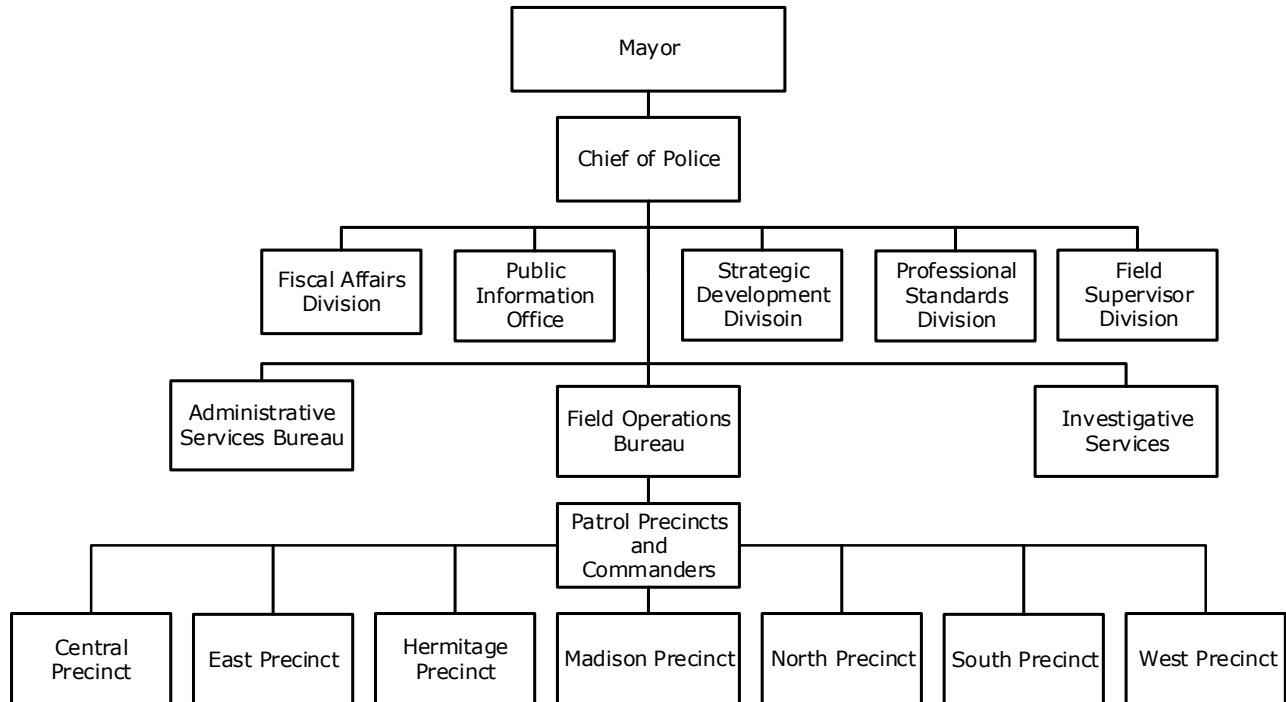 Mayor
Chief of Police
Fiscal Affairs
Division
Public
Information
Office
Strategic
Development
Divisoin
Professional
Standards
Division
Field
Supervisor
Division
Administrative
Services Bureau
Field Operations
Bureau
Investigative
Services
Patrol Precincts
and
Commanders
Central
Precinct
East Precinct
Hermitage
Precinct
Madison Precinct
North Precinct
South Precinct
West Precinct